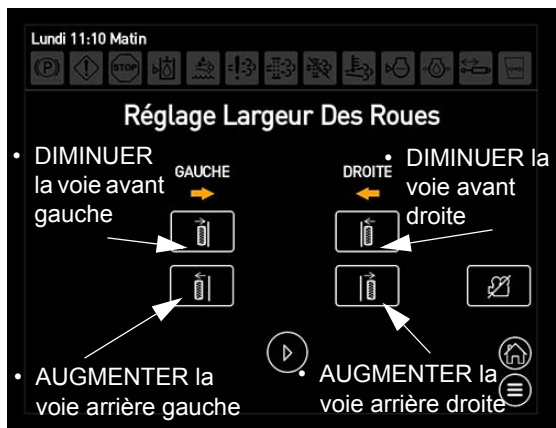 Lundi 11:10 Matin
(P) STOP
Réglage Largeur Des Roues
• DIMINUER
la voie avant
gauche
GAUCHE
DROITE
• DIMINUER la
voie avant
droite
• AUGMENTER la
voie arrière gauche
• AUGMENTER la
voie arrière droite